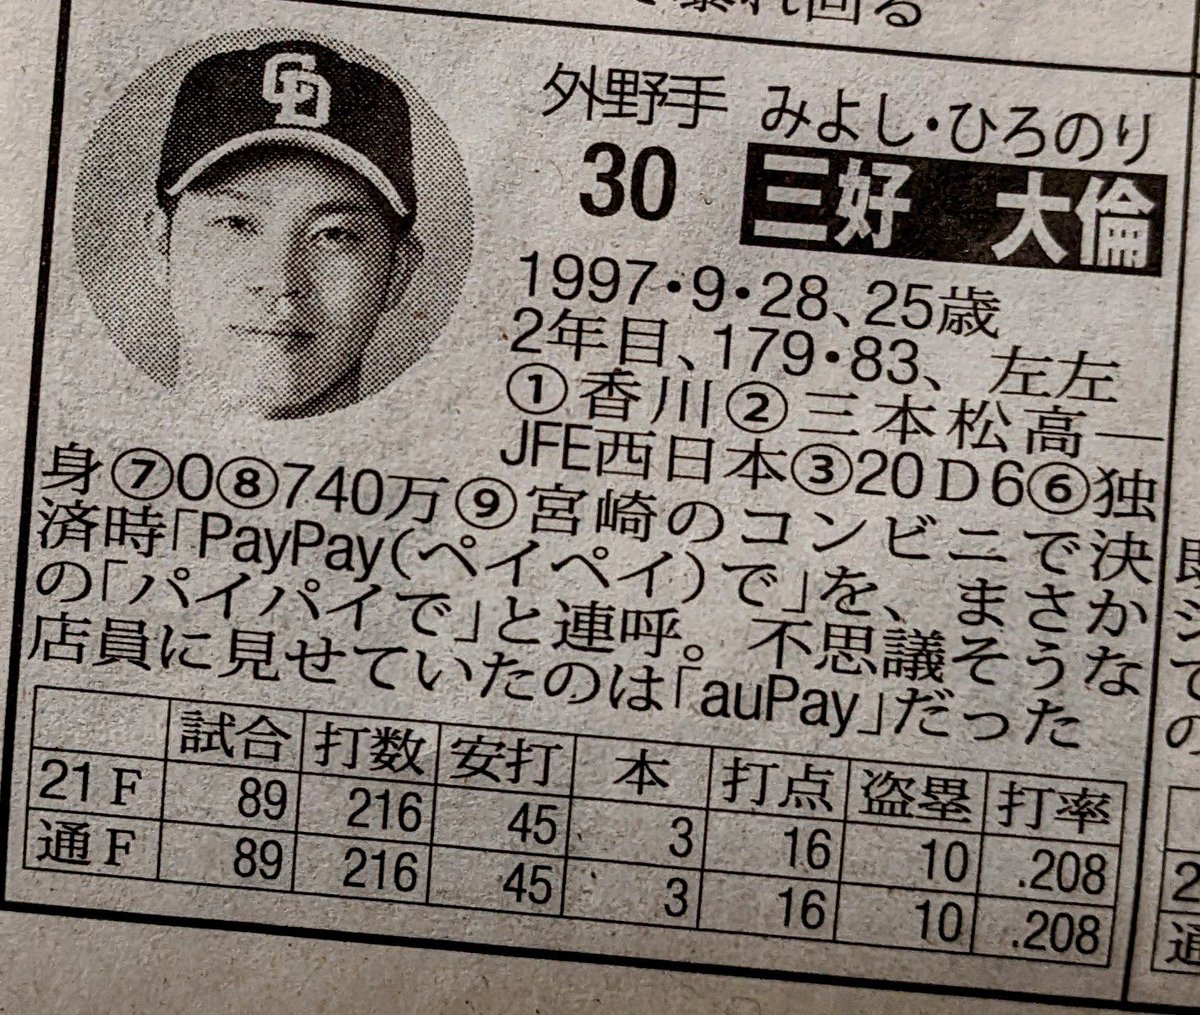 暴れ回る
CD
外野手 みよし・ひろのり
30 三好 大倫
1997・9・28、25歳
2年目、179・83、左左
①香川②三本松高―
JFE西日本③20D6⑥独
身⑦0⑧740万⑨宮崎のコンビニで決
済時「PayPay(ペイペイ)で」を、まさか
の「パイパイで」と連呼。不思議そうな
店員に見せていたのは「auPay」だった
試合 打数 安打 本 打点 盗塁 打率
21F 89 216 45 3 16 10 .208
通F 89 216 45 3 16 10 .208